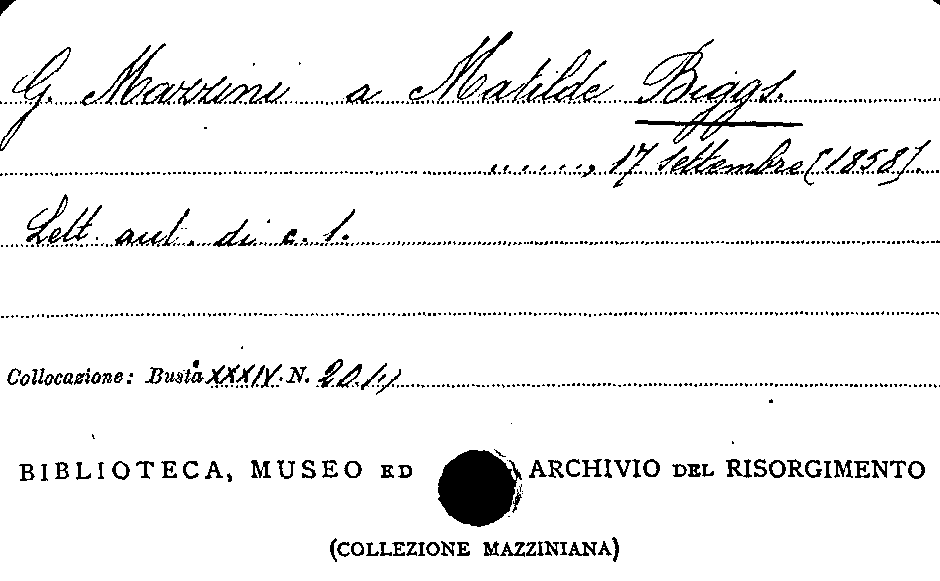 G. Mazzini a Matilde Biggs.
......, 17 Settembre [1858].
Lett. aut. di c. 1.
Collocazione: Busta XXXIV. N. 20
BIBLIOTECA, MUSEO ED ARCHIVIO DEL RISORGIMENTO
(COLLEZIONE MAZZINIANA)